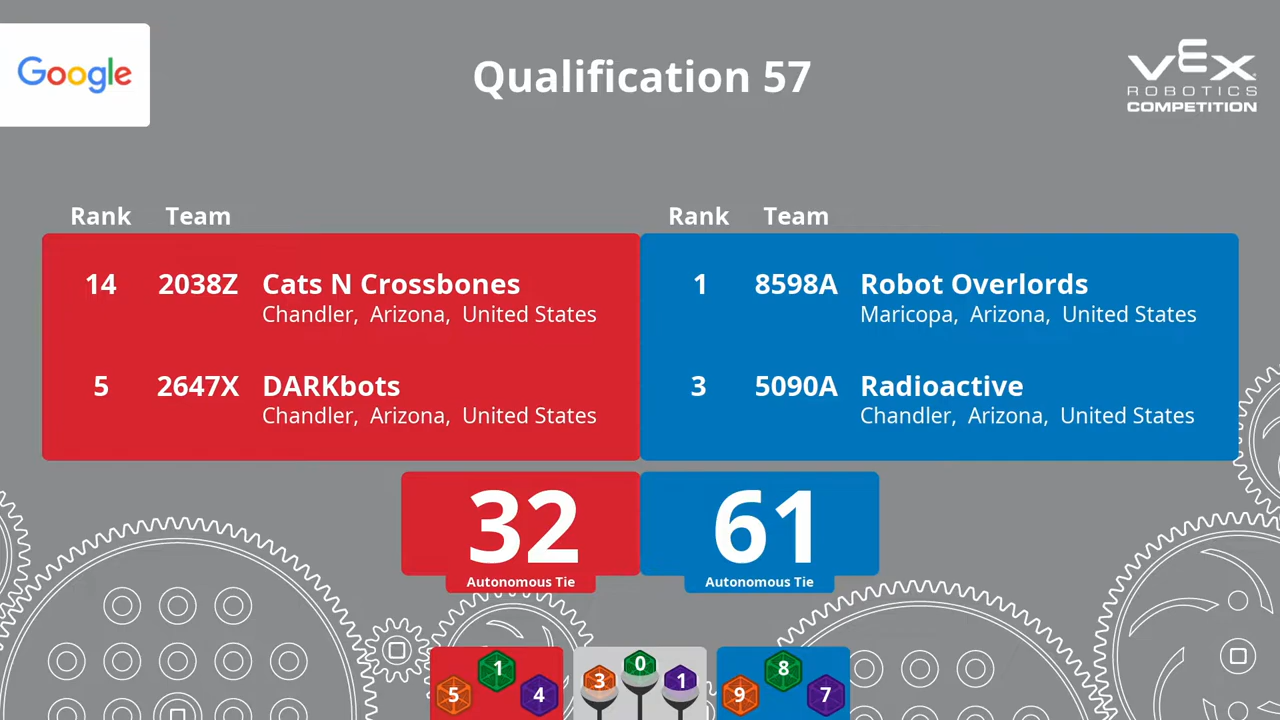 Google
Qualification 57
VEX
ROBOTICS
COMPETITION
Rank Team
Rank Team
14 2038Z Cats N Crossbones
Chandler, Arizona, United States
5 2647X DARKbots
Chandler, Arizona, United States
1 8598A Robot Overlords
Maricopa, Arizona, United States
3 5090A Radioactive
Chandler, Arizona, United States
32
Autonomous Tie
61
Autonomous Tie
5 1 4
3 0 1
9 8 7